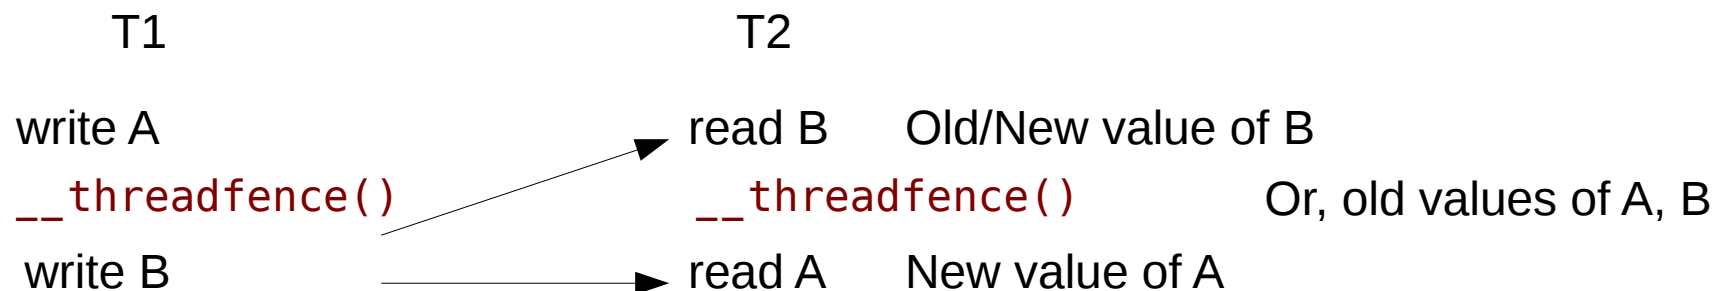 T1 T2
write A read B Old/New value of B
__threadfence() __threadfence() Or, old values of A, B
write B read A New value of A